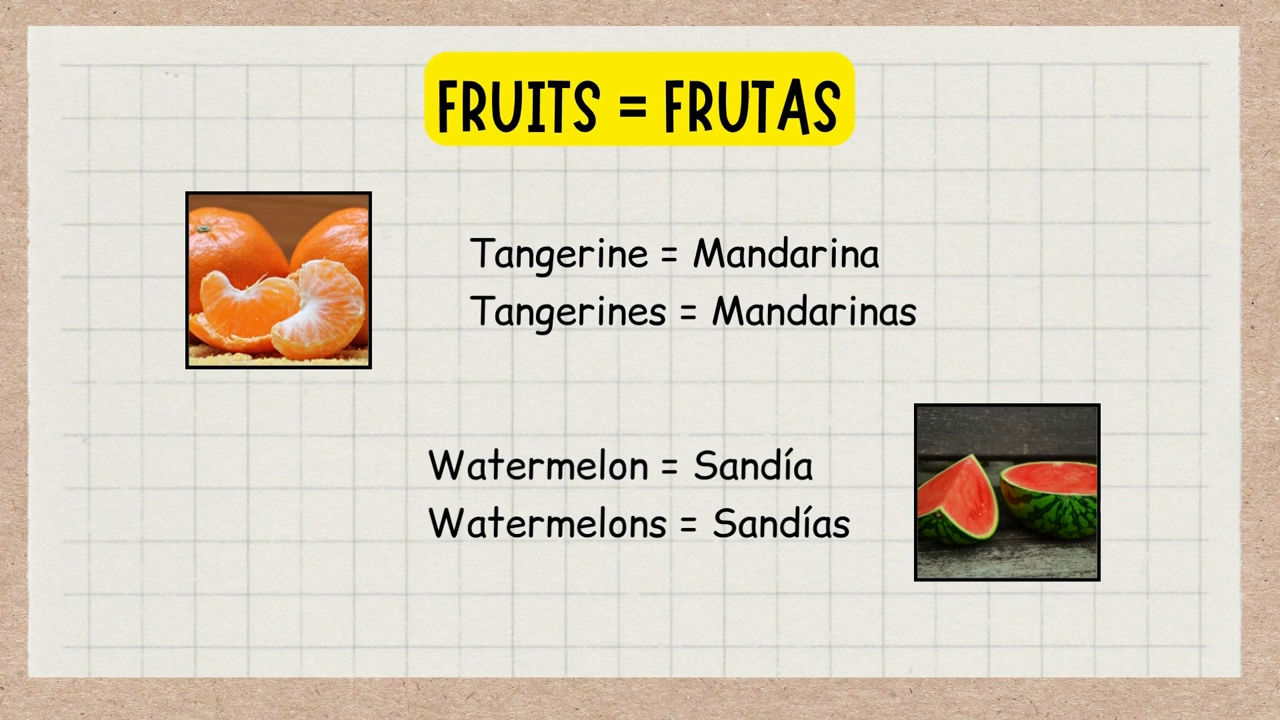 FRUITS = FRUTAS
Tangerine = Mandarina
Tangerines = Mandarinas
Watermelon = Sandía
Watermelons = Sandías